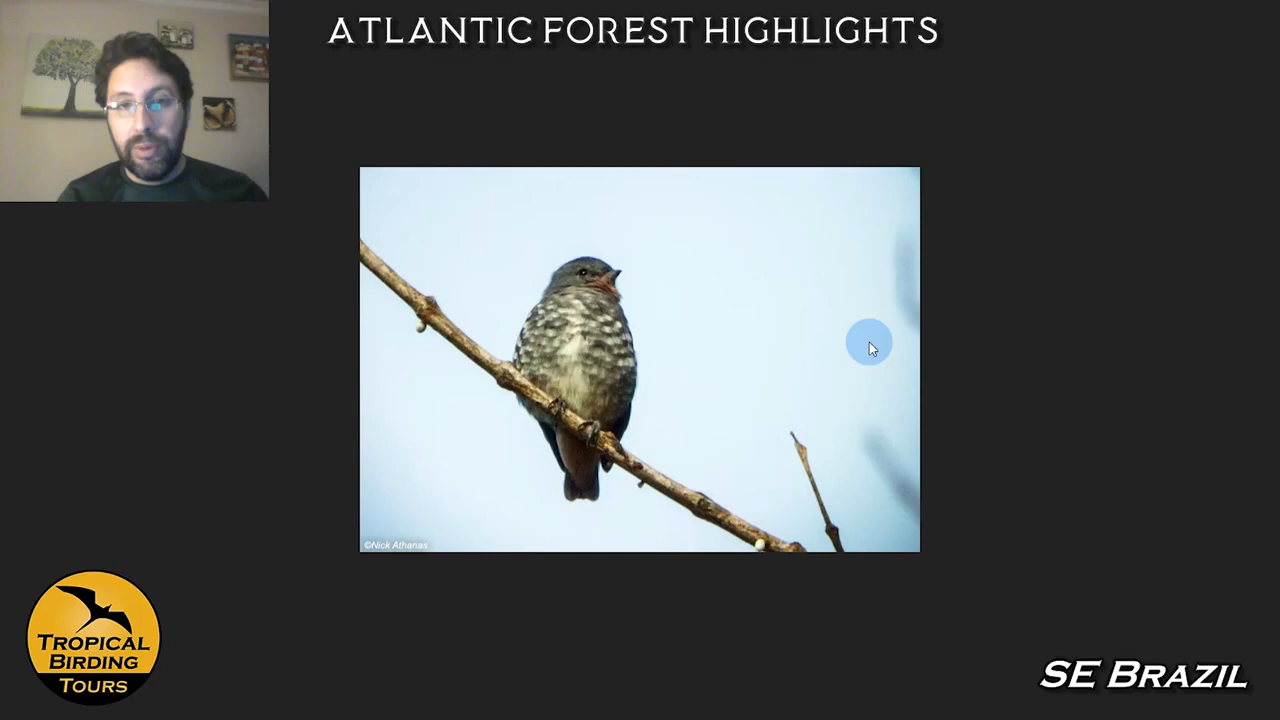 ATLANTIC FOREST HIGHLIGHTS
©Nick Athanas
TROPICAL
BIRDING
TOURS
SE BRAZIL